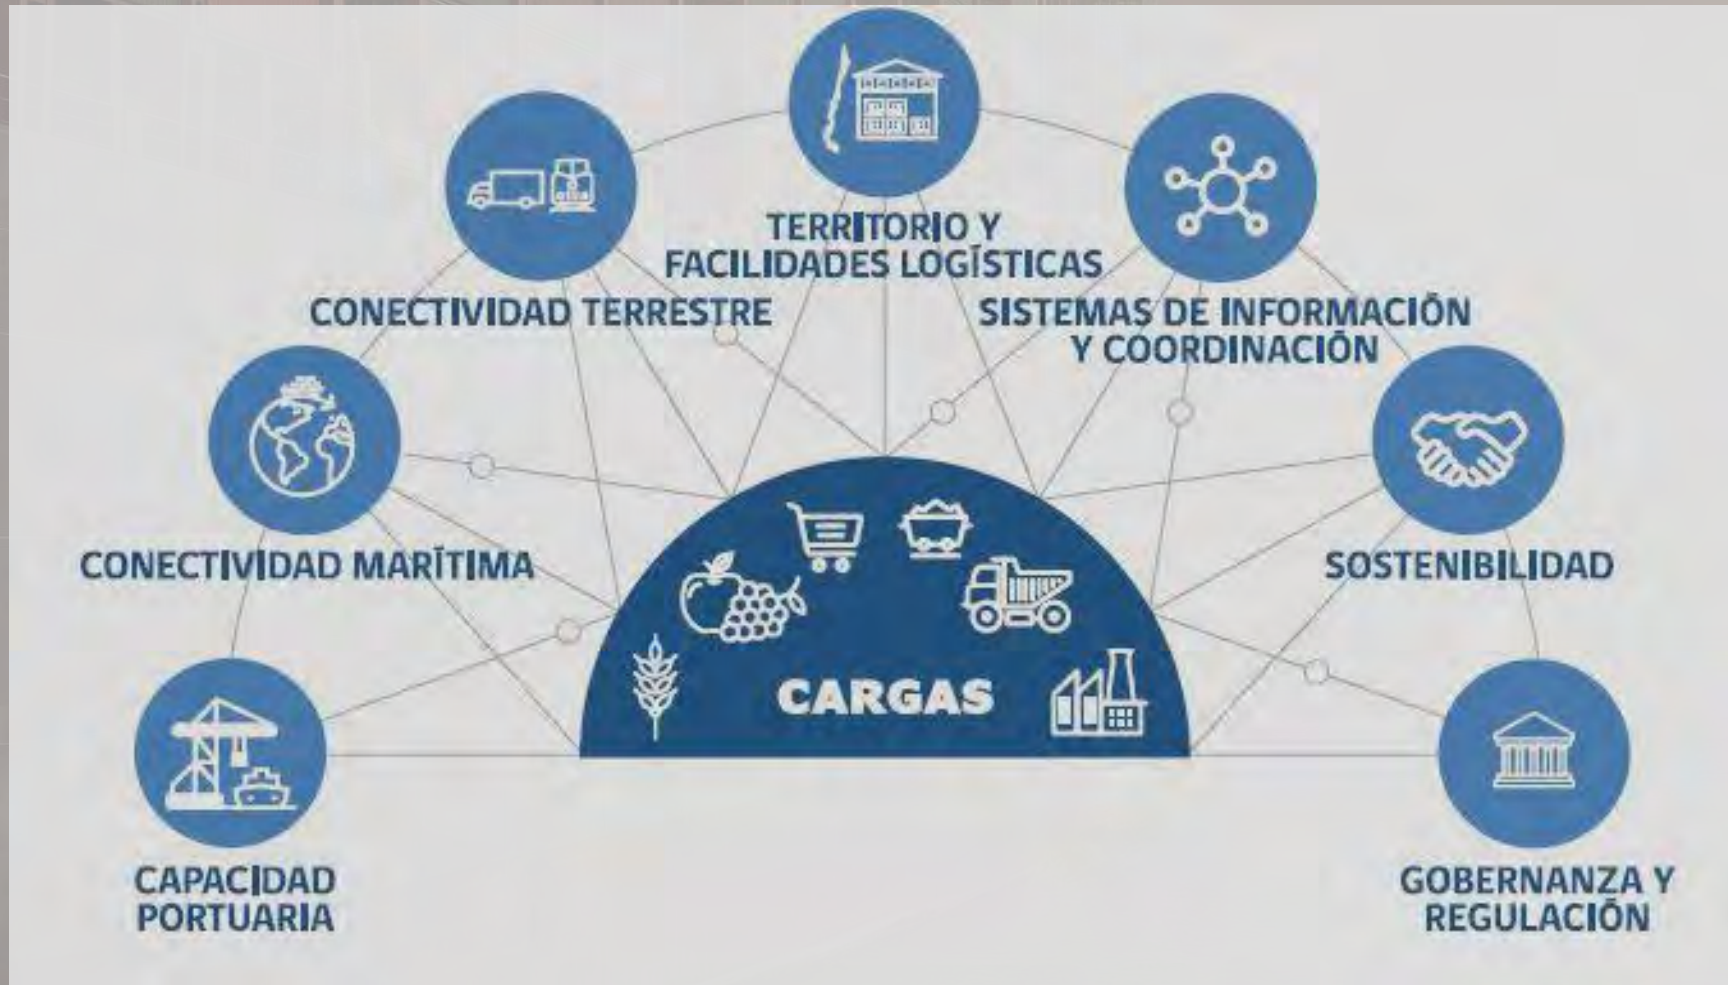 TERRITORIO Y
FACILIDADES LOGÍSTICAS
CONECTIVIDAD TERRESTRE
SISTEMAS DE INFORMACIÓN
Y COORDINACIÓN
CONECTIVIDAD MARÍTIMA
SOSTENIBILIDAD
CARGAS
CAPACIDAD
PORTUARIA
GOBERNANZA Y
REGULACIÓN